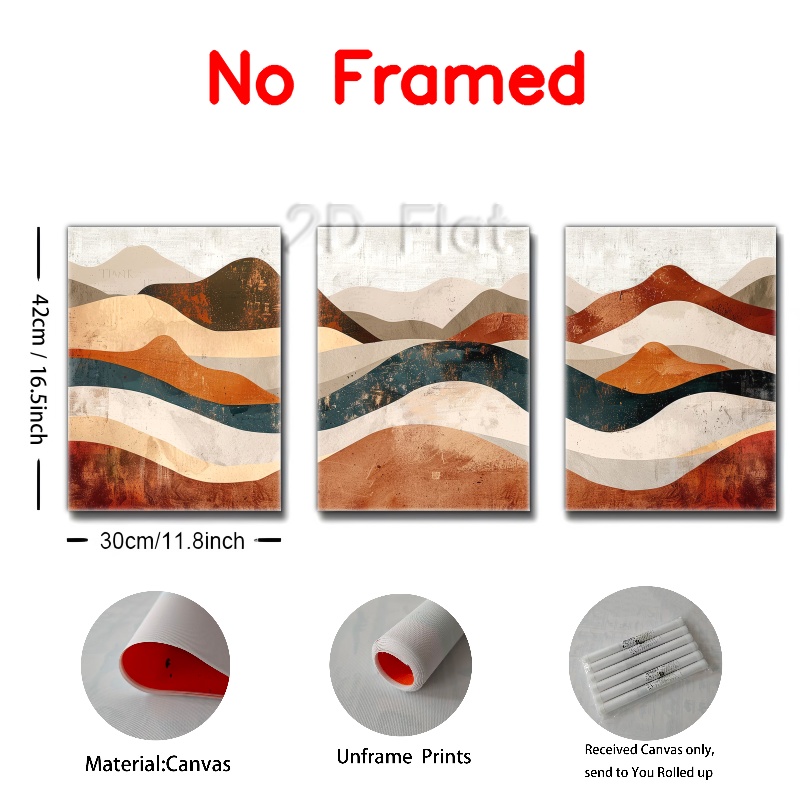 No Framed
2D Flat
42cm / 16.5inch
30cm/11.8inch
Material:Canvas
Unframe Prints
Received Canvas only,
send to You Rolled up